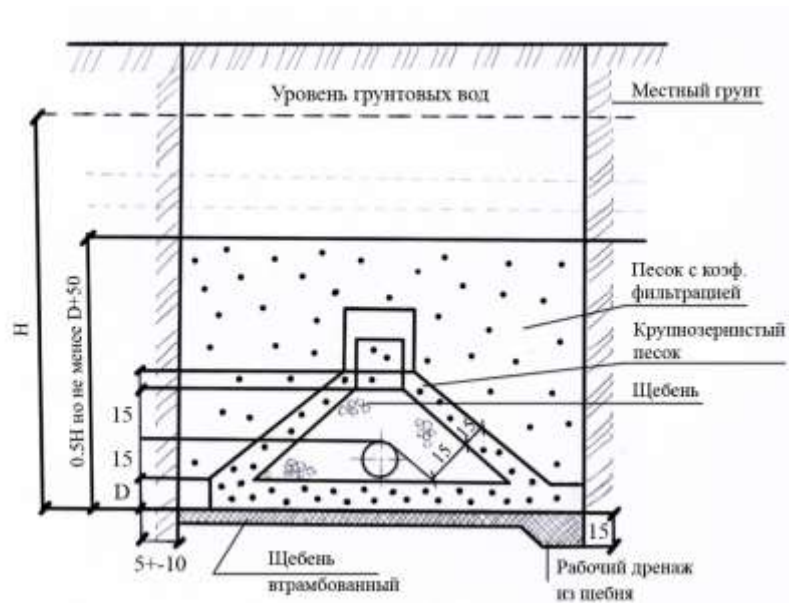 Уровень грунтовых вод
Местный грунт
H
0.5H но не менее D+50
Песок с коэф.
фильтрацией
Крупнозернистый
песок
Щебень
15
15
D
15
15
5+-10
Щебень
втрамбованный
15
Рабочий дренаж
из щебня